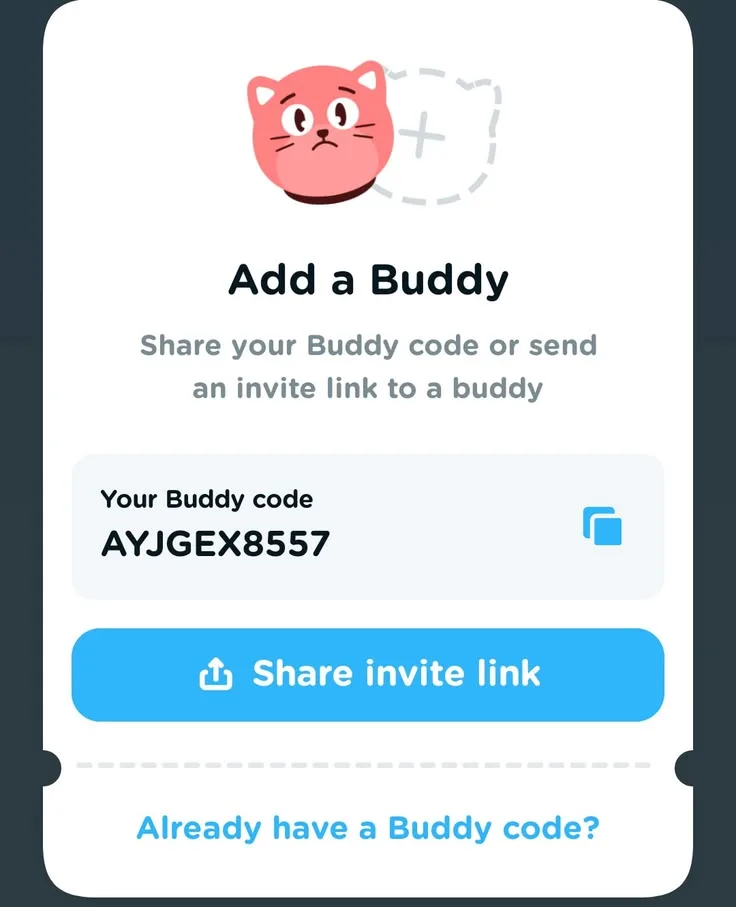 Add a Buddy
Share your Buddy code or send
an invite link to a buddy
Your Buddy code
AYJGEX8557
Share invite link
Already have a Buddy code?